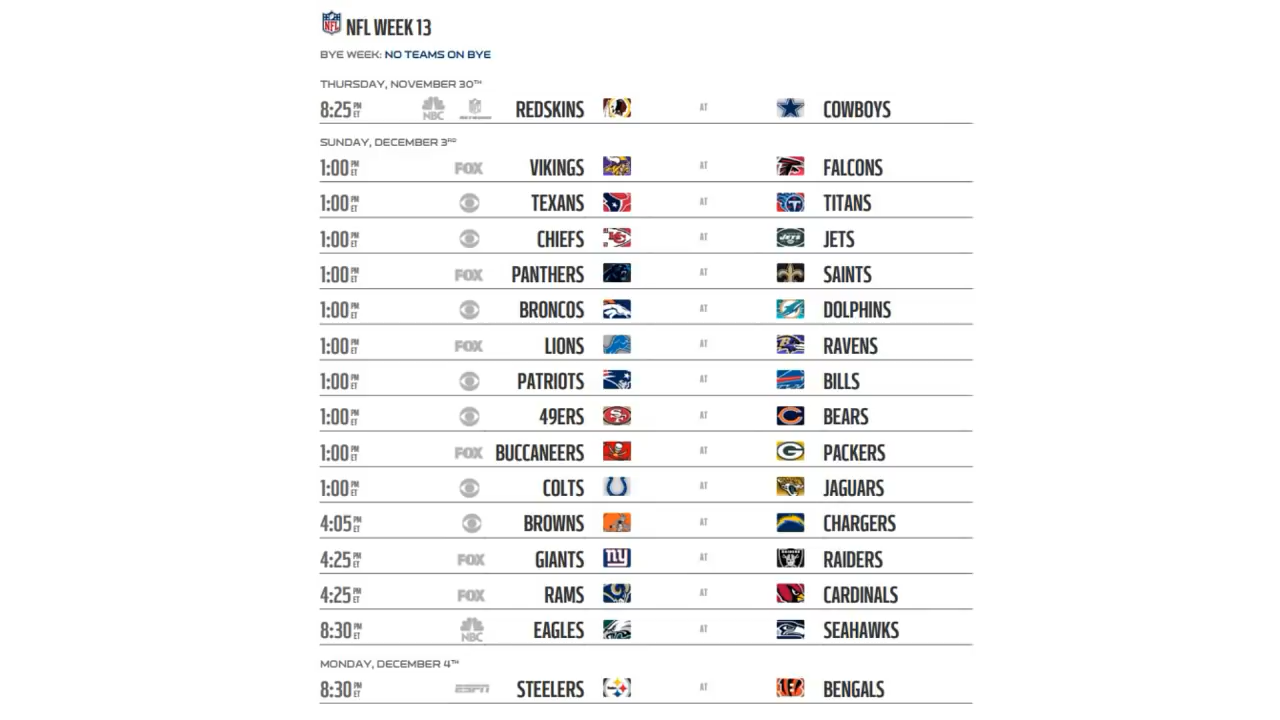 NFL NFL WEEK 13
BYE WEEK: NO TEAMS ON BYE
THURSDAY, NOVEMBER 30TH
8:25 PM ET NBC NFL REDSKINS AT COWBOYS
SUNDAY, DECEMBER 3RD
1:00 PM ET FOX VIKINGS AT FALCONS
1:00 PM ET TEXANS AT TITANS
1:00 PM ET CHIEFS AT JETS JETS
1:00 PM ET FOX PANTHERS AT SAINTS
1:00 PM ET BRONCOS AT DOLPHINS
1:00 PM ET FOX LIONS AT RAVENS
1:00 PM ET PATRIOTS AT BILLS
1:00 PM ET 49ERS SF AT C BEARS
1:00 PM ET FOX BUCCANEERS AT G PACKERS
1:00 PM ET COLTS AT JAGUARS
4:05 PM ET BROWNS AT CHARGERS
4:25 PM ET FOX GIANTS ny AT RAIDERS RAIDERS
4:25 PM ET FOX RAMS AT CARDINALS
8:30 PM ET NBC EAGLES AT SEAHAWKS
MONDAY, DECEMBER 4TH
8:30 PM ET ESPN STEELERS AT BENGALS